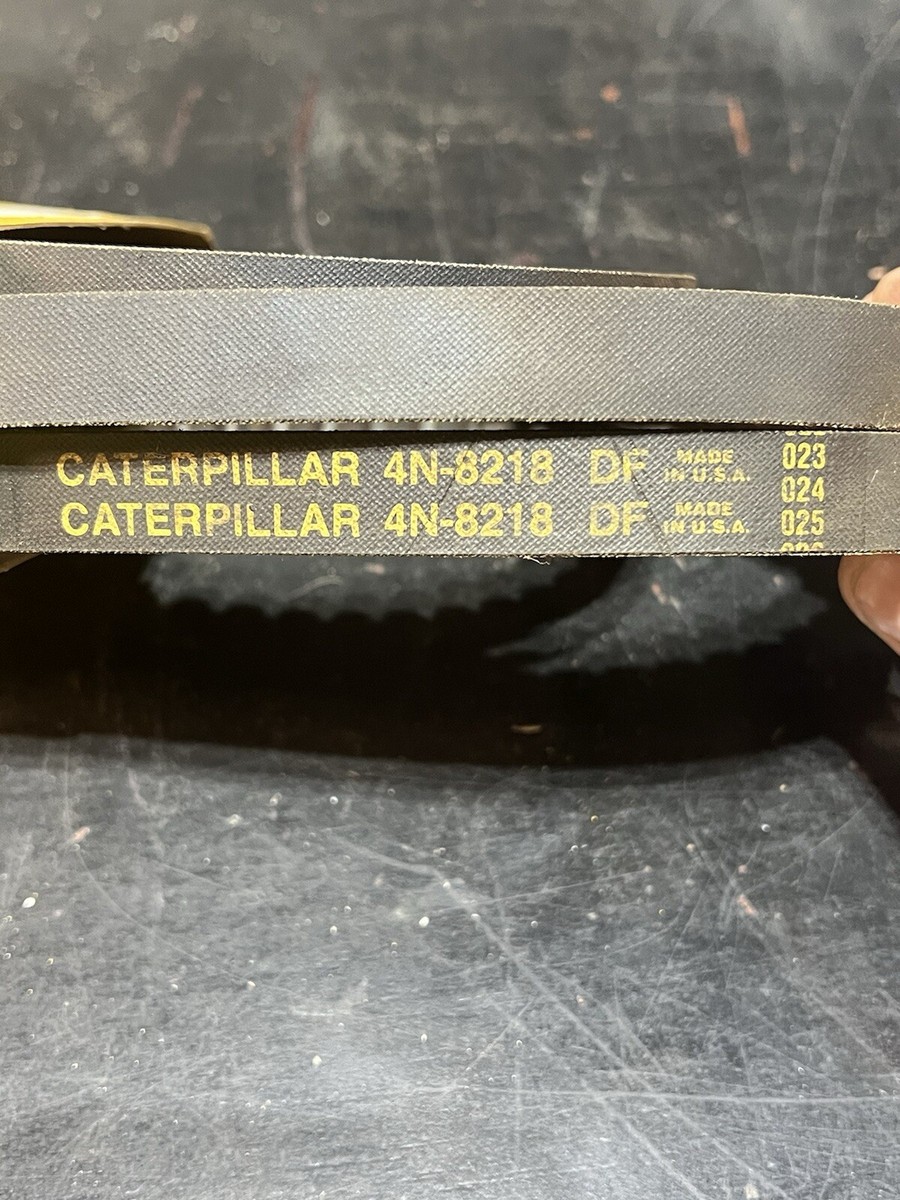 CATERPILLAR 4N-8218 DF MADE IN U.S.A. 023
024
CATERPILLAR 4N-8218 DF MADE IN U.S.A. 025